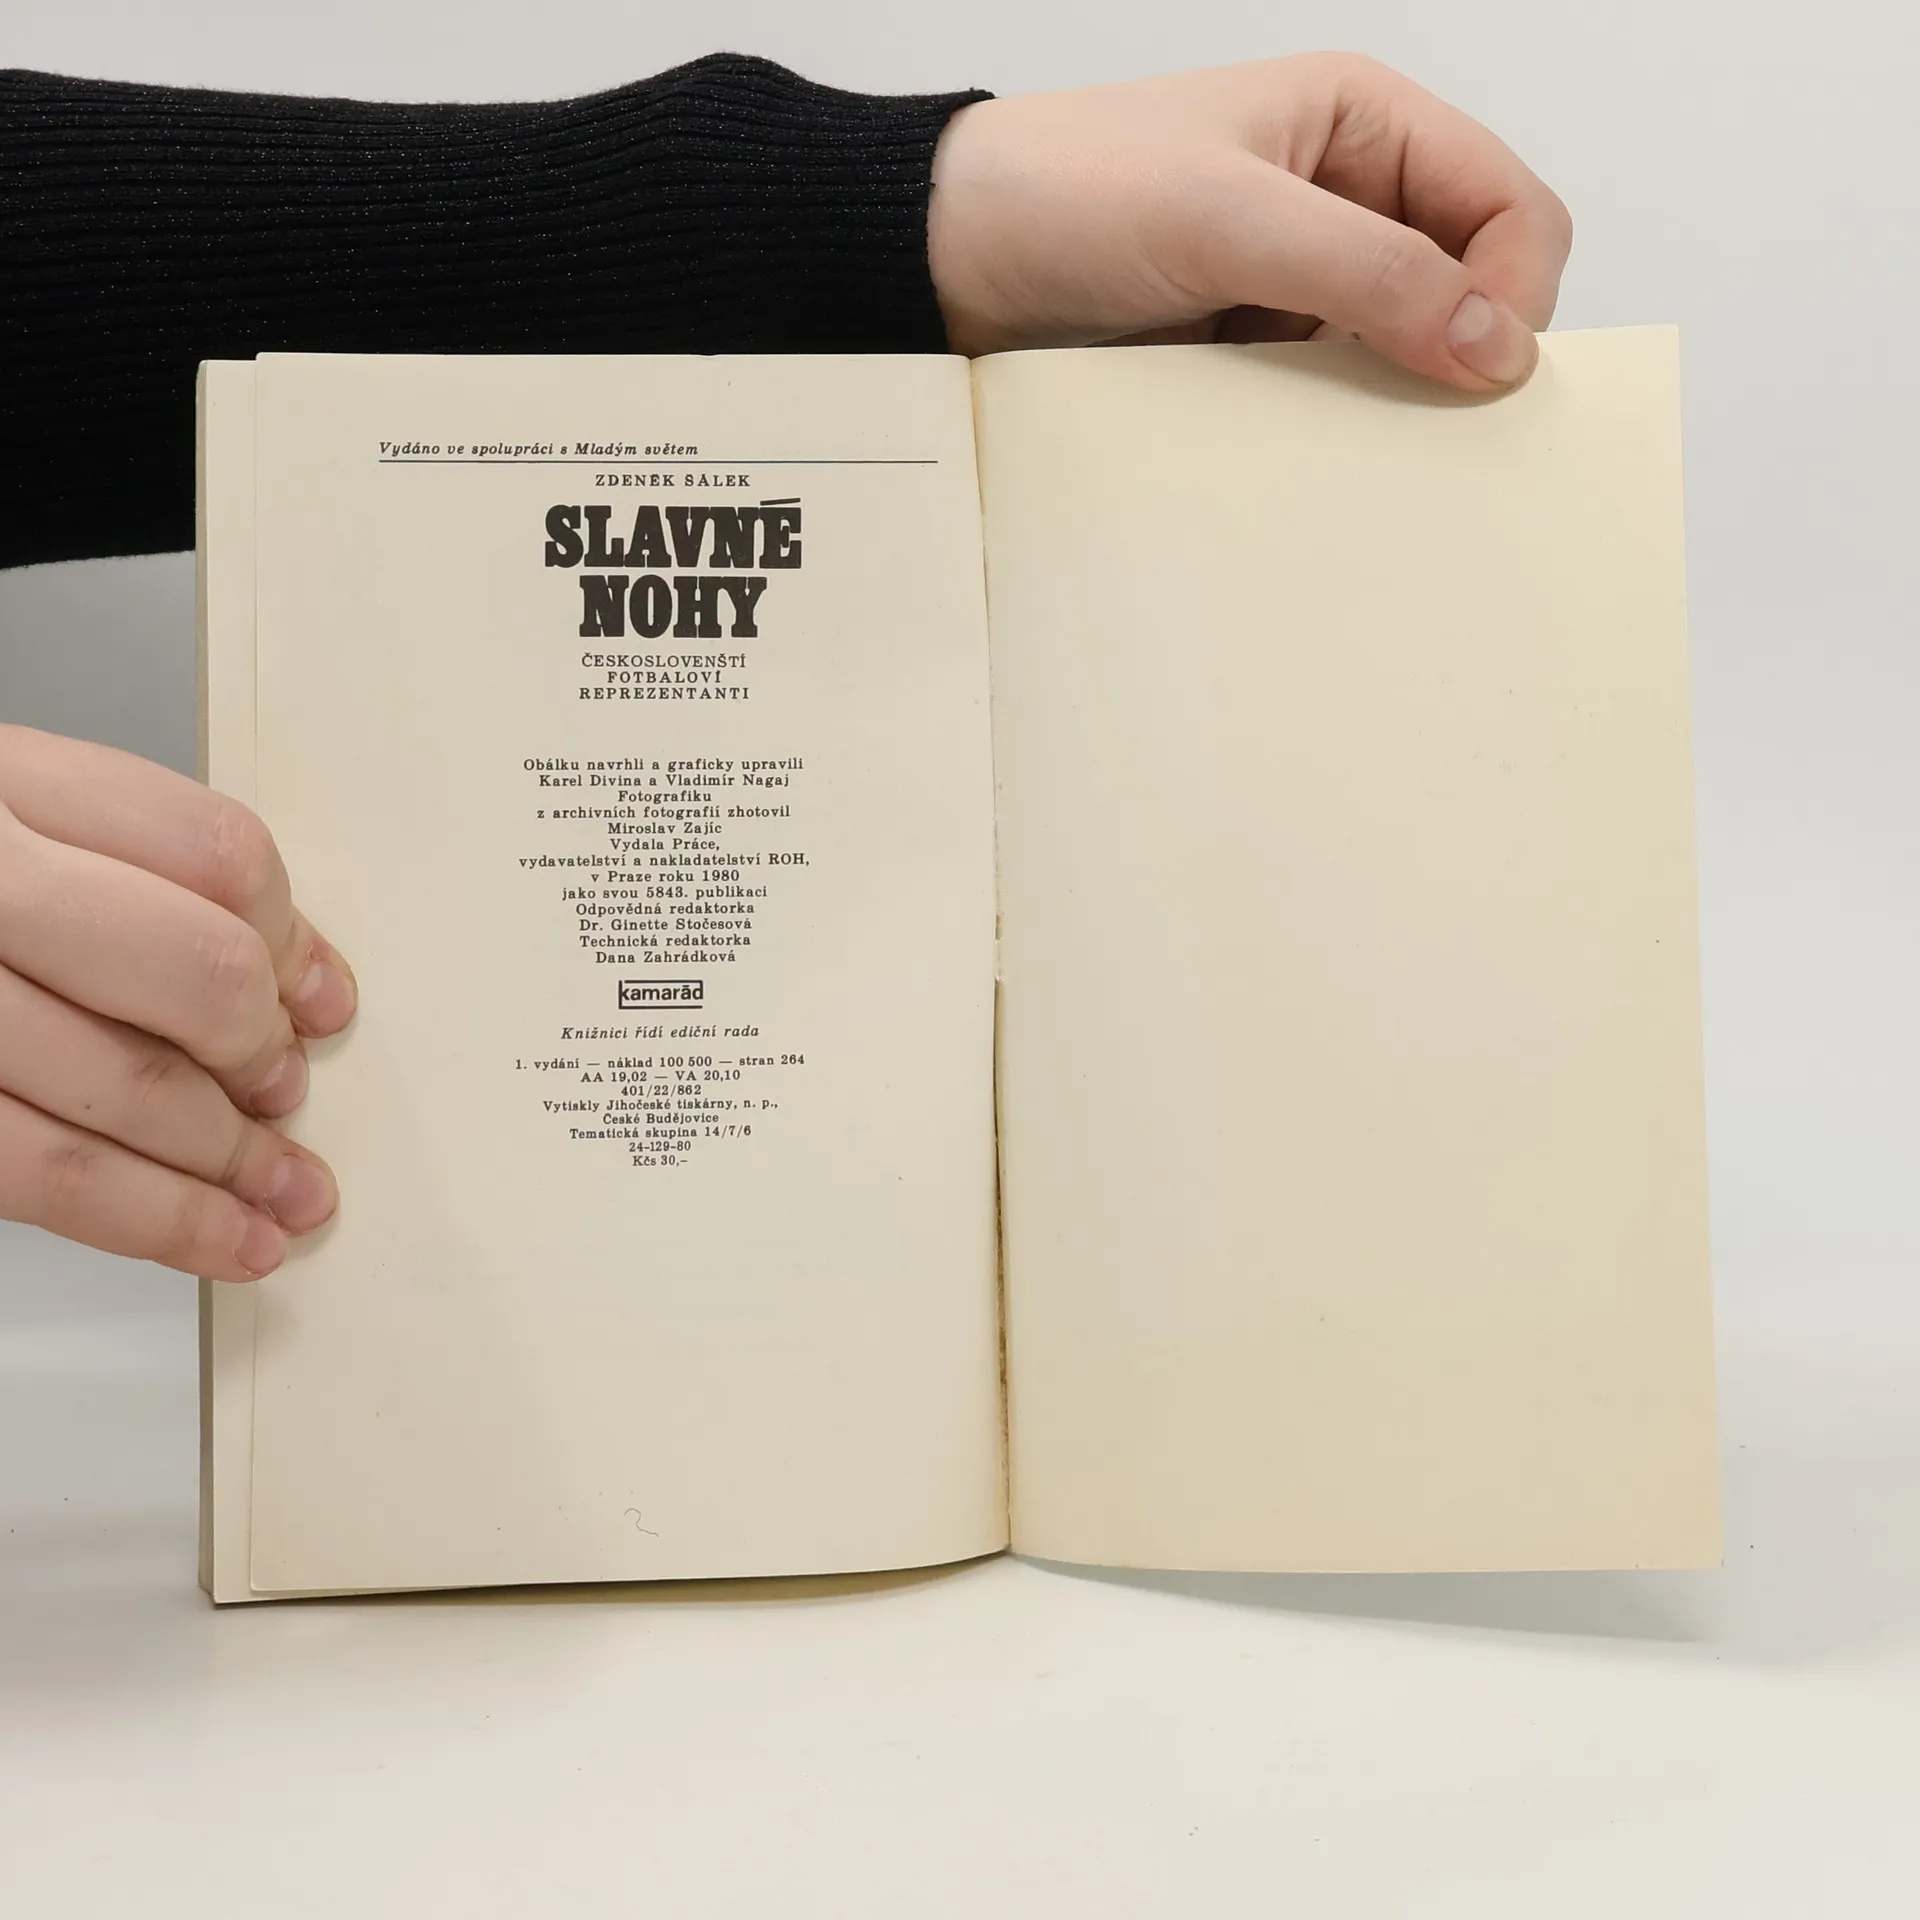 Vydáno ve spolupráci s Mladým světem
ZDENĚK ŠÁLEK
SLAVNÉ
NOHY
ČESKOSLOVENŠTÍ
FOTBALOVÍ
REPREZENTANTI
Obálku navrhli a graficky upravili
Karel Divina a Vladimír Nagaj
Fotografiku
z archivních fotografií zhotovil
Miroslav Zajíc
Vydala Práce,
vydavatelství a nakladatelství ROH,
v Praze roku 1980
jako svou 5843. publikaci
Odpovědná redaktorka
Dr. Ginette Stočesová
Technická redaktorka
Dana Zahrádková
kamarád
Knižnici řídí ediční rada
1. vydání — náklad 100 500 — stran 264
AA 19,02 — VA 20,10
401/22/862
Vytiskly Jihočeské tiskárny, n. p.,
České Budějovice
Tematická skupina 14/7/6
24-129-80
Kčs 30,–